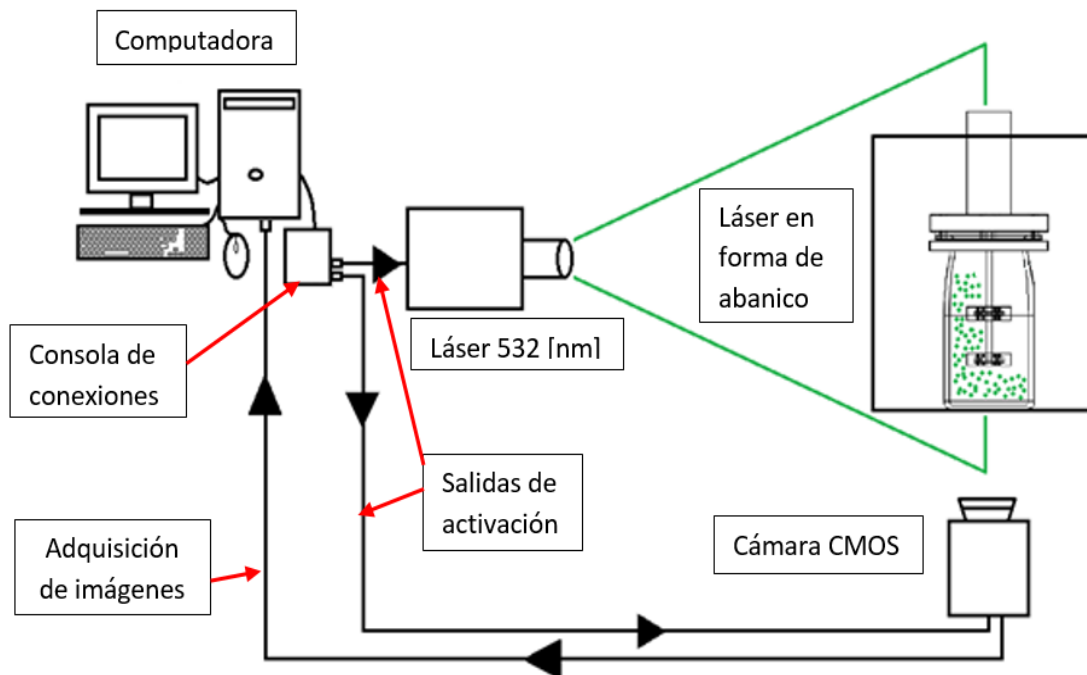 Computadora
Láser en
forma de
abanico
Consola de
conexiones
Láser 532 [nm]
Salidas de
activación
Adquisición
de imágenes
Cámara CMOS